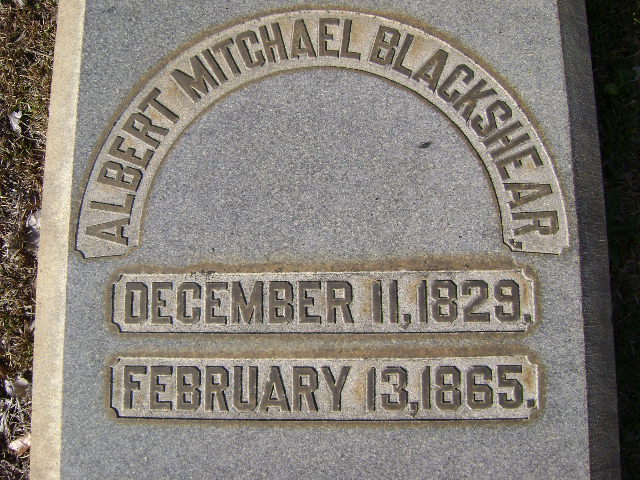 ALBERT MITCHAEL BLACKSHEAR.
DECEMBER 11, 1829.
FEBRUARY 13, 1865.